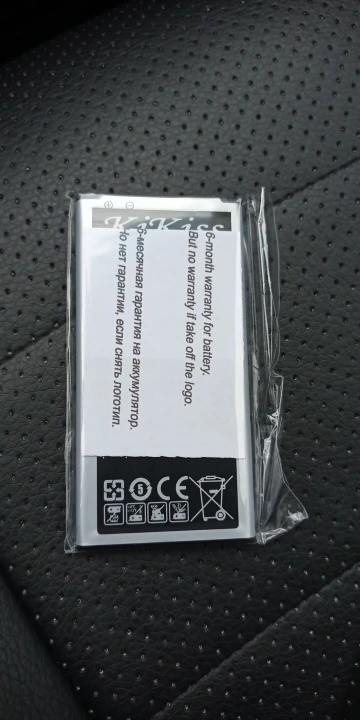 KiKiss
6-month warranty for battery.
But no warranty if take off the logo.
6-месячная гарантия на аккумулятор.
Но нет гарантии, если снять логотип.
5
CE